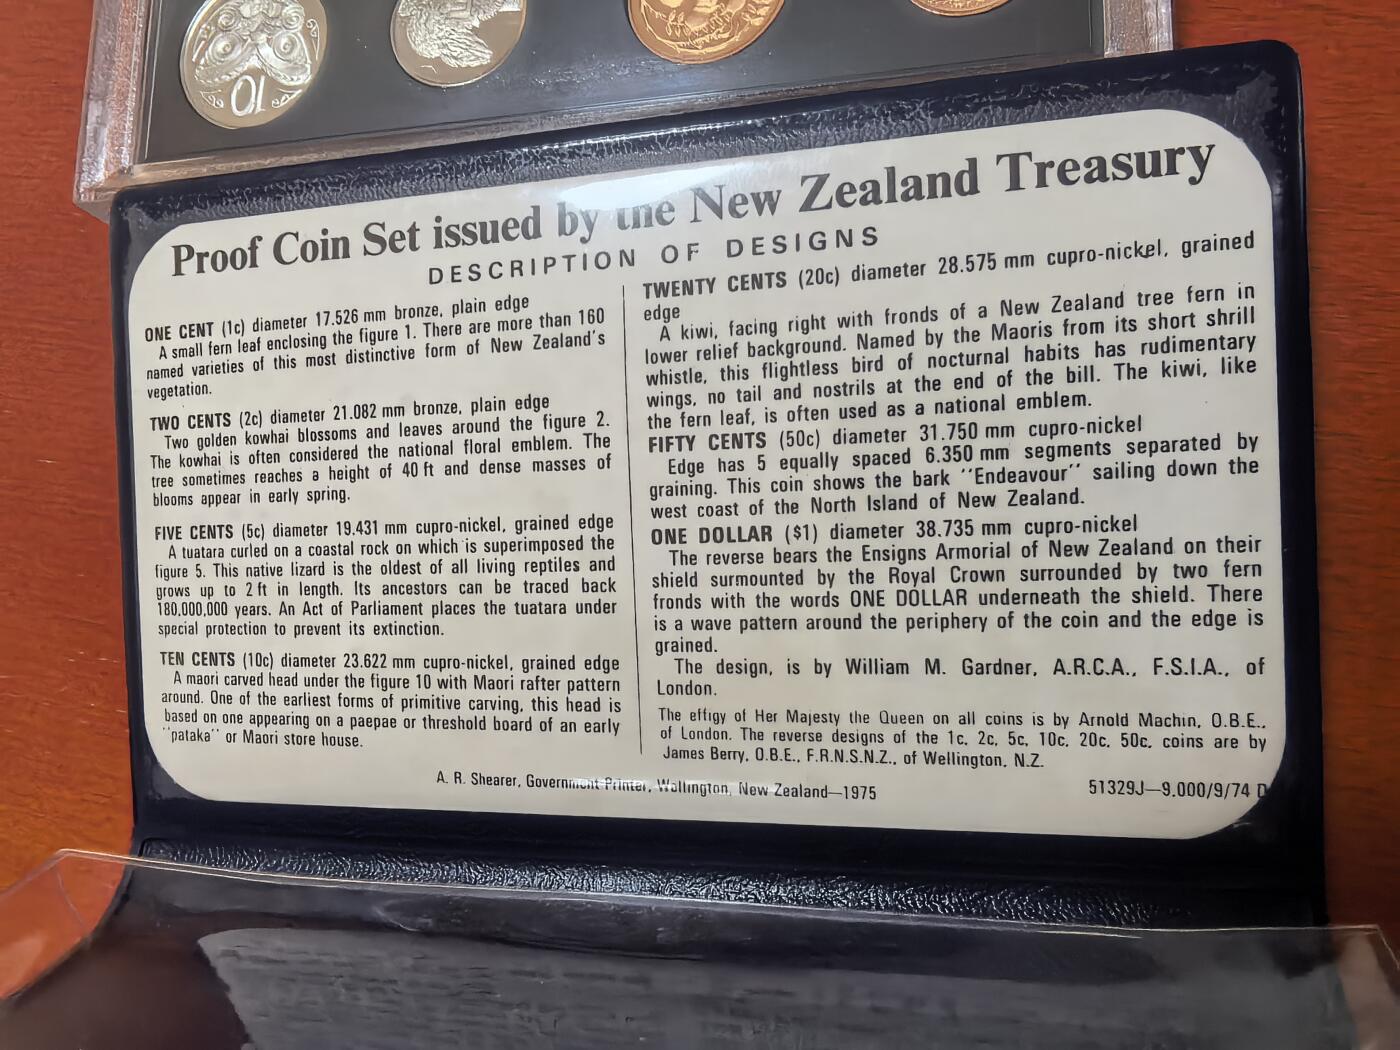 10
Proof Coin Set issued by the New Zealand Treasury
DESCRIPTION OF DESIGNS
ONE CENT (1c) diameter 17.526 mm bronze, plain edge
A small fern leaf enclosing the figure 1. There are more than 160
named varieties of this most distinctive form of New Zealand's
vegetation.
TWO CENTS (2c) diameter 21.082 mm bronze, plain edge
Two golden kowhai blossoms and leaves around the figure 2.
The kowhai is often considered the national floral emblem. The
tree sometimes reaches a height of 40 ft and dense masses of
blooms appear in early spring.
FIVE CENTS (5c) diameter 19.431 mm cupro-nickel, grained edge
A tuatara curled on a coastal rock on which is superimposed the
figure 5. This native lizard is the oldest of all living reptiles and
grows up to 2 ft in length. Its ancestors can be traced back
180,000,000 years. An Act of Parliament places the tuatara under
special protection to prevent its extinction.
TEN CENTS (10c) diameter 23.622 mm cupro-nickel, grained edge
A maori carved head under the figure 10 with Maori rafter pattern
around. One of the earliest forms of primitive carving, this head is
based on one appearing on a paepae or threshold board of an early
"pataka" or Maori store house.
TWENTY CENTS (20c) diameter 28.575 mm cupro-nickel, grained
edge
A kiwi, facing right with fronds of a New Zealand tree fern in
lower relief background. Named by the Maoris from its short shrill
whistle, this flightless bird of nocturnal habits has rudimentary
wings, no tail and nostrils at the end of the bill. The kiwi, like
the fern leaf, is often used as a national emblem.
FIFTY CENTS (50c) diameter 31.750 mm cupro-nickel
Edge has 5 equally spaced 6.350 mm segments separated by
graining. This coin shows the bark "Endeavour" sailing down the
west coast of the North Island of New Zealand.
ONE DOLLAR ($1) diameter 38.735 mm cupro-nickel
The reverse bears the Ensigns Armorial of New Zealand on their
shield surmounted by the Royal Crown surrounded by two fern
fronds with the words ONE DOLLAR underneath the shield. There
is a wave pattern around the periphery of the coin and the edge is
grained.
The design, is by William M. Gardner, A.R.C.A., F.S.I.A., of
London.
The effigy of Her Majesty the Queen on all coins is by Arnold Machin, O.B.E.,
of London. The reverse designs of the 1c, 2c, 5c, 10c, 20c, 50c, coins are by
James Berry, O.B.E., F.R.N.S.N.Z., of Wellington, N.Z.
A. R. Shearer, Government Printer, Wellington, New Zealand—1975
51329J—9,000/9/74 D